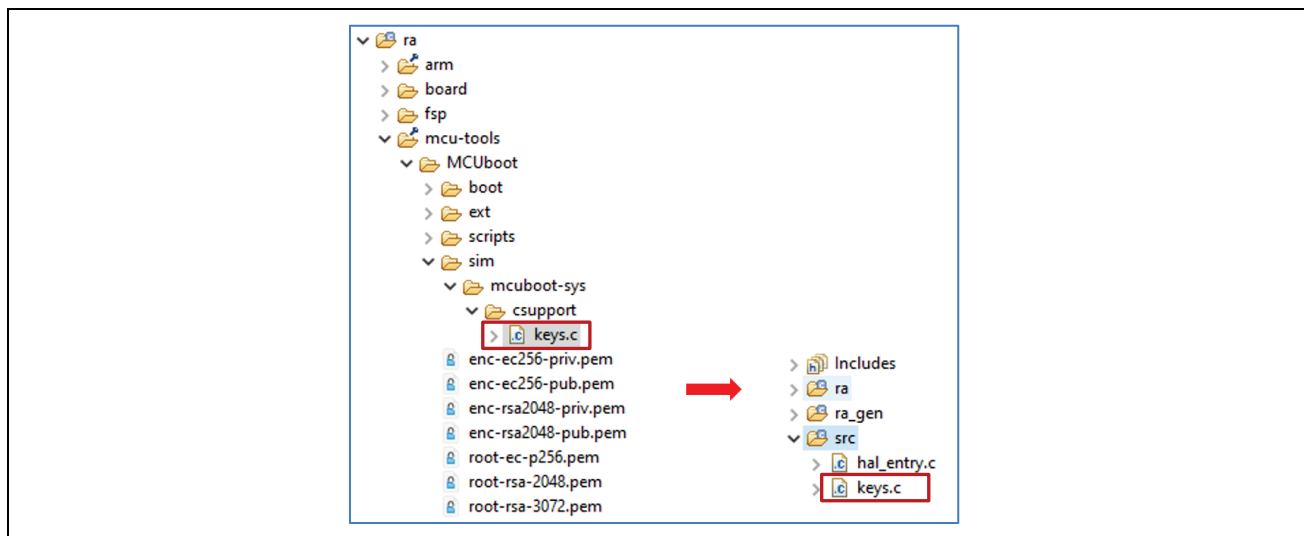 ra
arm
board
fsp
mcu-tools
MCUboot
boot
ext
scripts
sim
mcuboot-sys
csupport
.c keys.c
enc-ec256-priv.pem
enc-ec256-pub.pem
enc-rsa2048-priv.pem
enc-rsa2048-pub.pem
root-ec-p256.pem
root-rsa-2048.pem
root-rsa-3072.pem
Includes
ra
ra_gen
src
.c hal_entry.c
.c keys.c